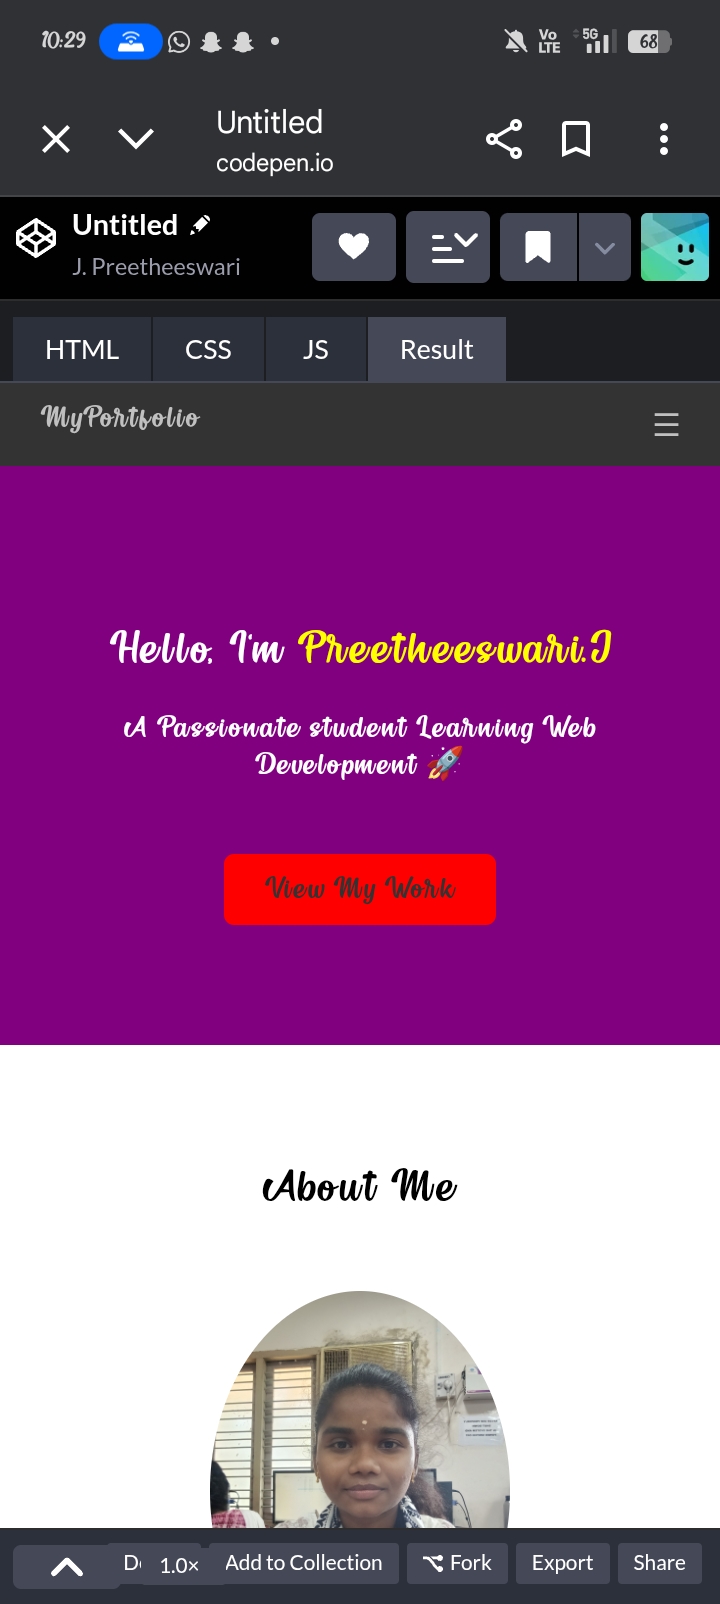 10:29
Vo
LTE
5G
68
Untitled
codepen.io
Untitled
J. Preetheeswari
HTML
CSS
JS
Result
MyPortfolio
Hello, I'm Preetheeswari.J
A Passionate student Learning Web
Development 🚀
View My Work
About Me
1.0×
Add to Collection
Fork
Export
Share